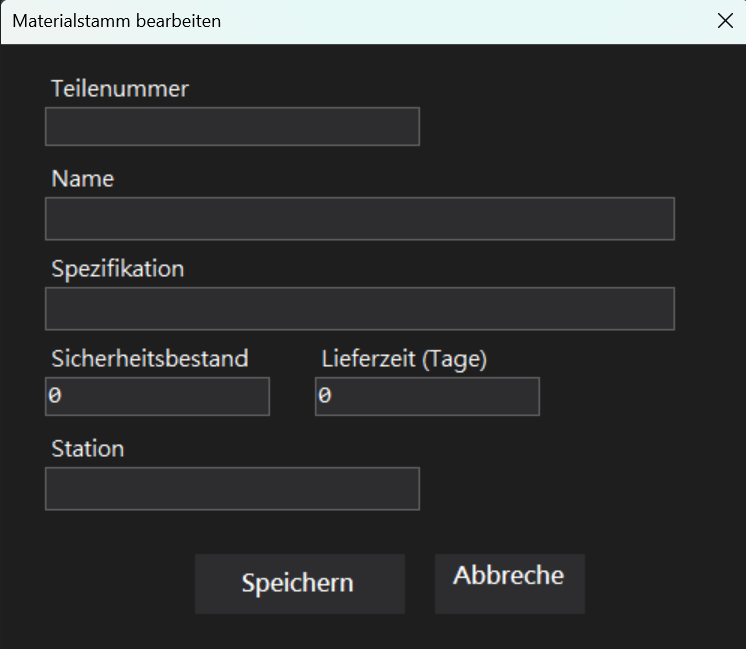 Materialstamm bearbeiten
Teilenummer
Name
Spezifikation
Sicherheitsbestand Lieferzeit (Tage)
0 0
Station
Speichern Abbreche